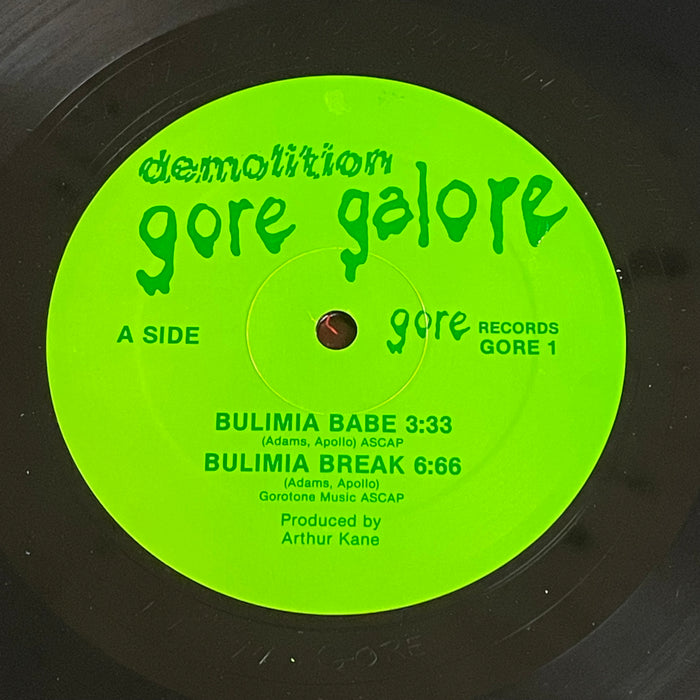 demolition
gore galore
A SIDE
gore RECORDS
GORE 1
BULIMIA BABE 3:33
(Adams, Apollo) ASCAP
BULIMIA BREAK 6:66
(Adams, Apollo)
Gorotone Music ASCAP
Produced by
Arthur Kane
GORE